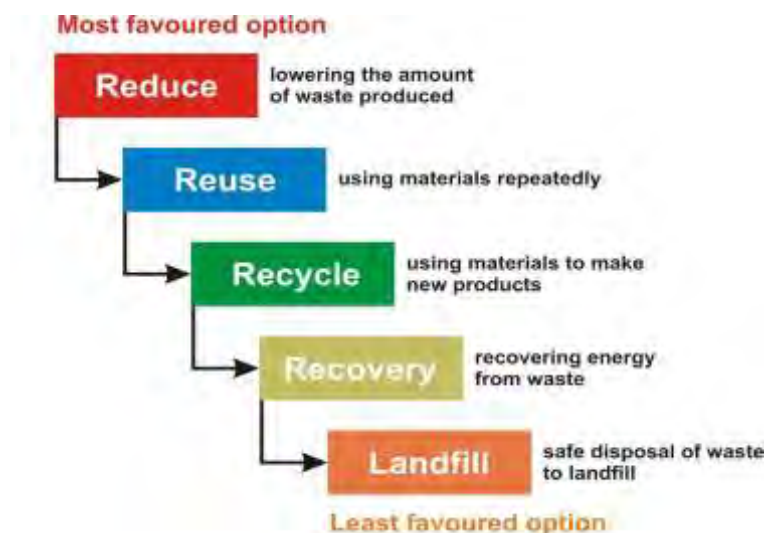 Most favoured option
Reduce
lowering the amount
of waste produced
Reuse
using materials repeatedly
Recycle
using materials to make
new products
Recovery
recovering energy
from waste
Landfill
safe disposal of waste
to landfill
Least favoured option